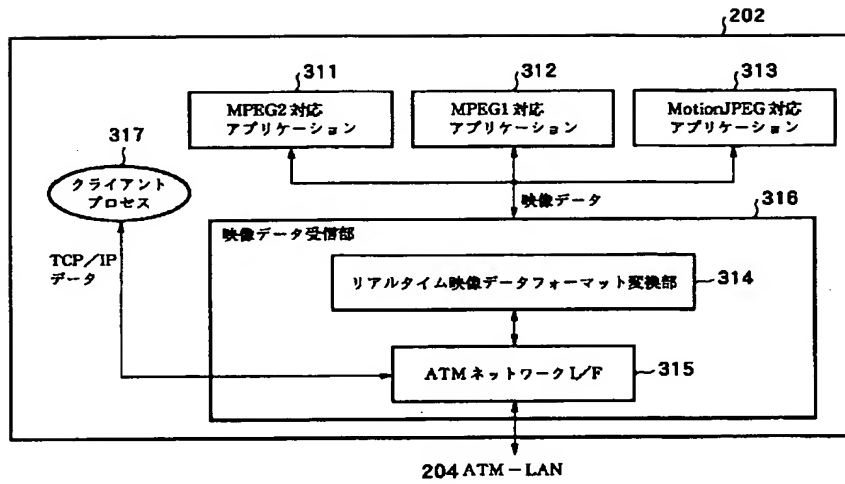 202
311
312
313
MPEG2 対応
アプリケーション
MPEG1 対応
アプリケーション
MotionJPEG 対応
アプリケーション
317
クライアント
プロセス
映像データ
316
映像データ受信部
TCP/IP
データ
リアルタイム映像データフォーマット変換部
314
ATM ネットワーク I/F
315
204 ATM-LAN